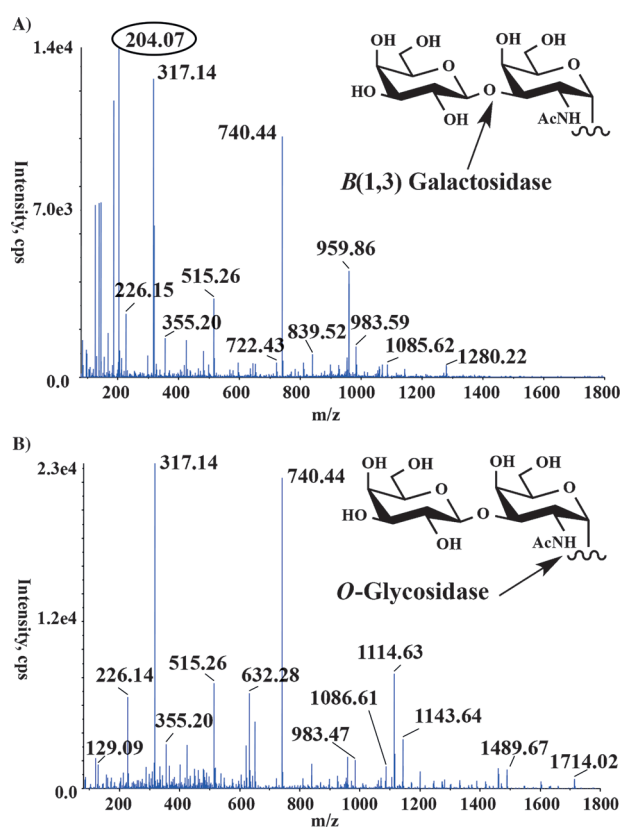 A)
1.4e4
204.07
317.14
740.44
7.0e3
Intensity, cps
959.86
515.26
226.15
355.20
722.43
839.52
983.59
1085.62
1280.22
0.0
200 400 600 800 1000 1200 1400 1600 1800
m/z
OH OH OH OH
O O
HO O
OH AcNH
B(1,3) Galactosidase
B)
2.3e4
317.14
740.44
1.2e4
Intensity, cps
1114.63
515.26
632.28
226.14
1086.61
1143.64
355.20
983.47
129.09
1489.67
1714.02
0.0
200 400 600 800 1000 1200 1400 1600 1800
m/z
OH OH OH OH
O O
HO O
OH AcNH
O-Glycosidase